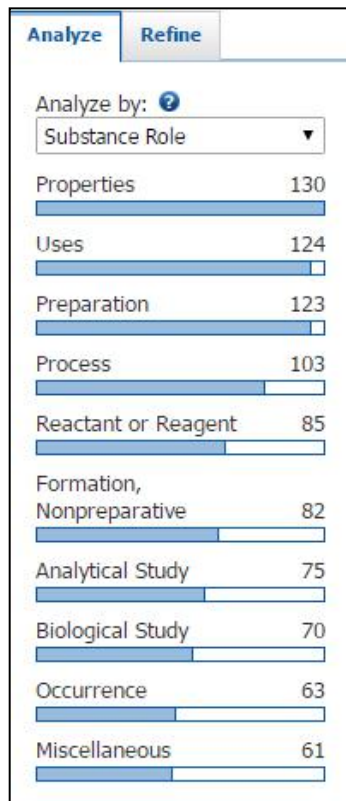 Analyze Refine
Analyze by: ?
Substance Role
Properties 130
Uses 124
Preparation 123
Process 103
Reactant or Reagent 85
Formation,
Nonpreparative 82
Analytical Study 75
Biological Study 70
Occurrence 63
Miscellaneous 61